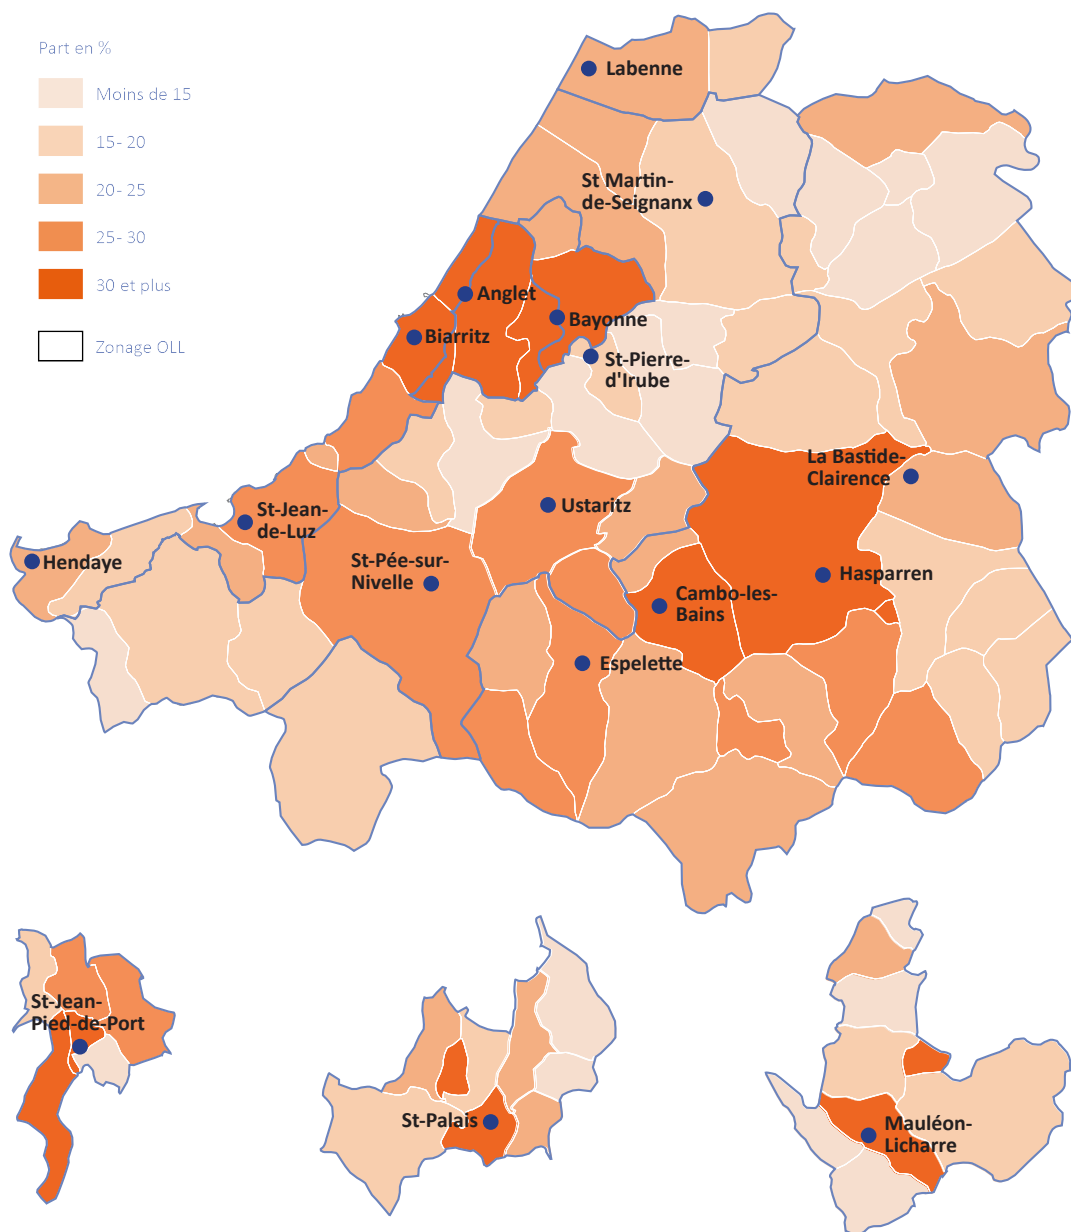 Part en %
Moins de 15
15- 20
20- 25
25- 30
30 et plus
Zonage OLL
Labenne
St Martin-
de-Seignanx
Anglet
Bayonne
Biarritz
St-Pierre-
d'Irube
La Bastide-
Clairence
Ustaritz
St-Jean-
de-Luz
Hendaye
St-Pée-sur-
Nivelle
Hasparren
Cambo-les-
Bains
Espelette
St-Jean-
Pied-de-Port
St-Palais
Mauléon-
Licharre